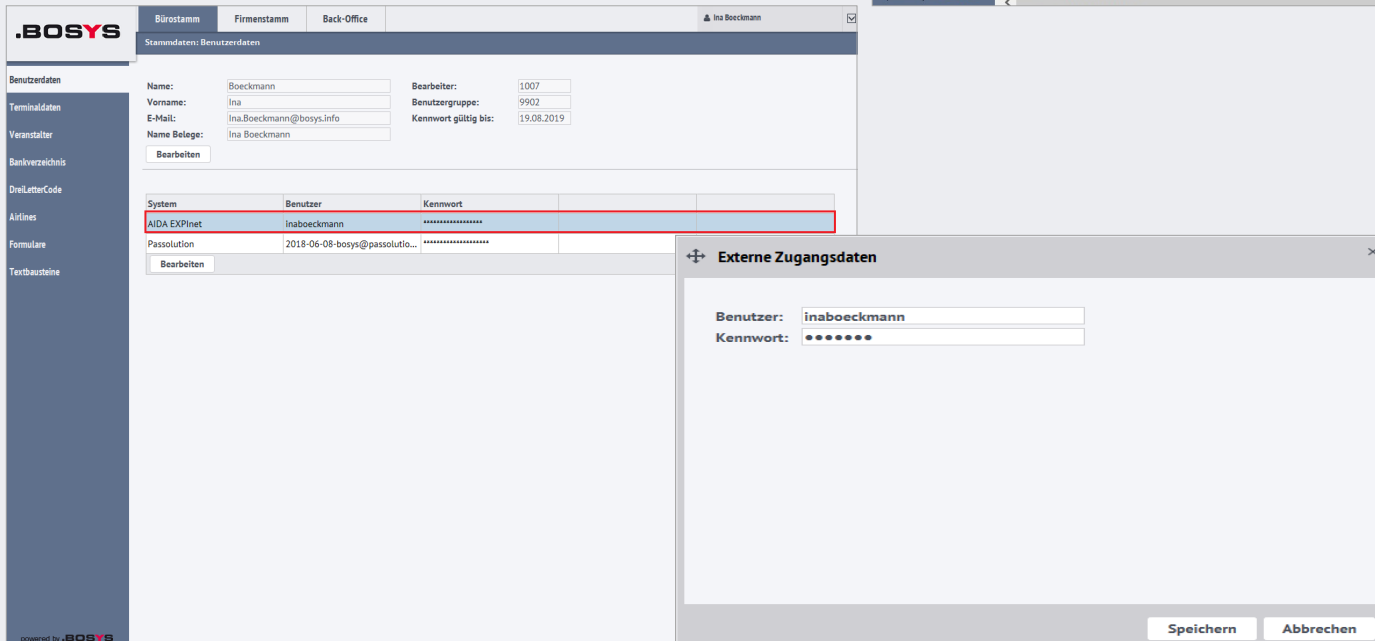 .BOSYS
Bürostamm Firmenstamm Back-Office
Ina Boeckmann
Stammdaten: Benutzerdaten
Benutzerdaten
Terminaldaten
Veranstalter
Bankverzeichnis
DreiLetterCode
Airlines
Formulare
Textbausteine
Name: Boeckmann Bearbeiter: 1007
Vorname: Ina Benutzergruppe: 9902
E-Mail: Ina.Boeckmann@bosys.info Kennwort gültig bis: 19.08.2019
Name Belege: Ina Boeckmann
Bearbeiten
System Benutzer Kennwort
AIDA EXPInet inaboeckmann *****************
Passolution 2018-06-08-bosys@passolutio... *******************
Bearbeiten
Externe Zugangsdaten
Benutzer: inaboeckmann
Kennwort: ●●●●●●●
Speichern Abbrechen
powered by .BOSYS